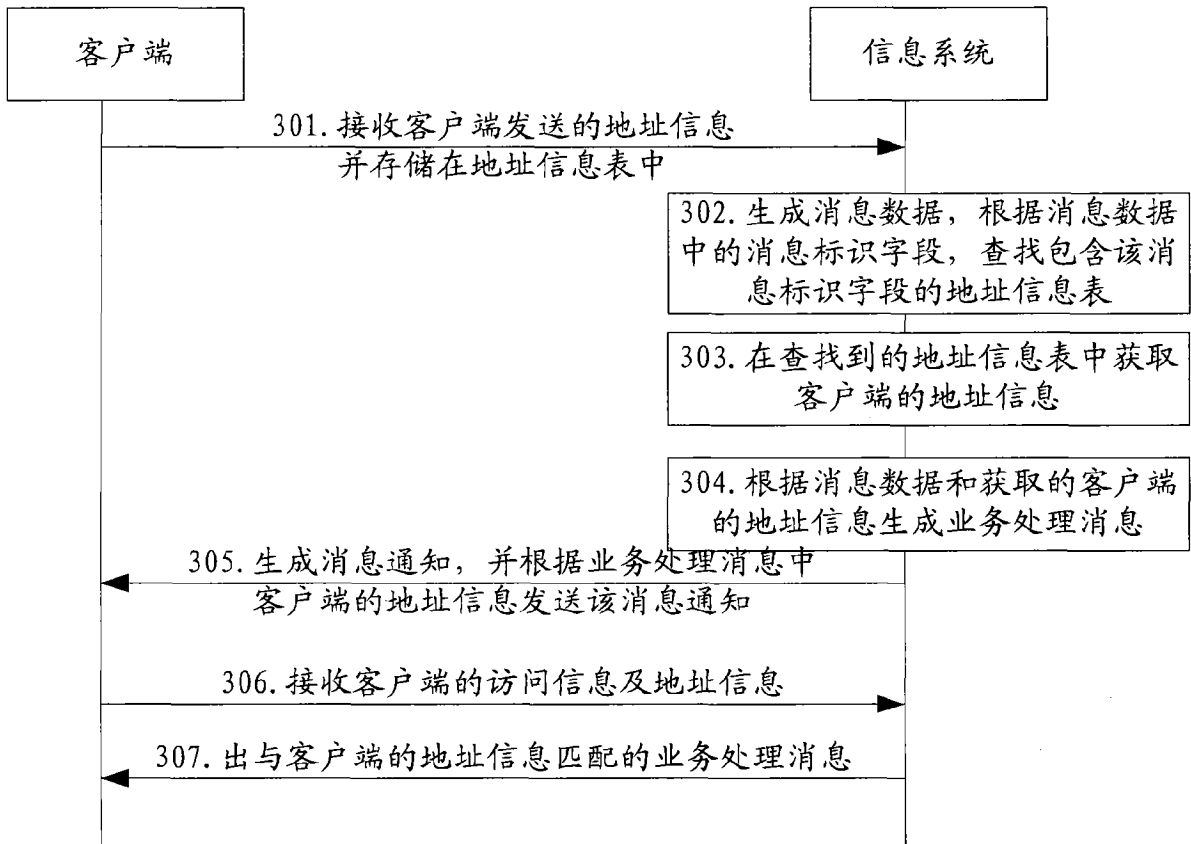 客户端
信息系统
301.接收客户端发送的地址信息
并存储在地址信息表中
302.生成消息数据，根据消息数据
中的消息标识字段，查找包含该消
息标识字段的地址信息表
303.在查找到的地址信息表中获取
客户端的地址信息
304.根据消息数据和获取的客户端
的地址信息生成业务处理消息
305.生成消息通知，并根据业务处理消息中
客户端的地址信息发送该消息通知
306.接收客户端的访问信息及地址信息
307.出与客户端的地址信息匹配的业务处理消息